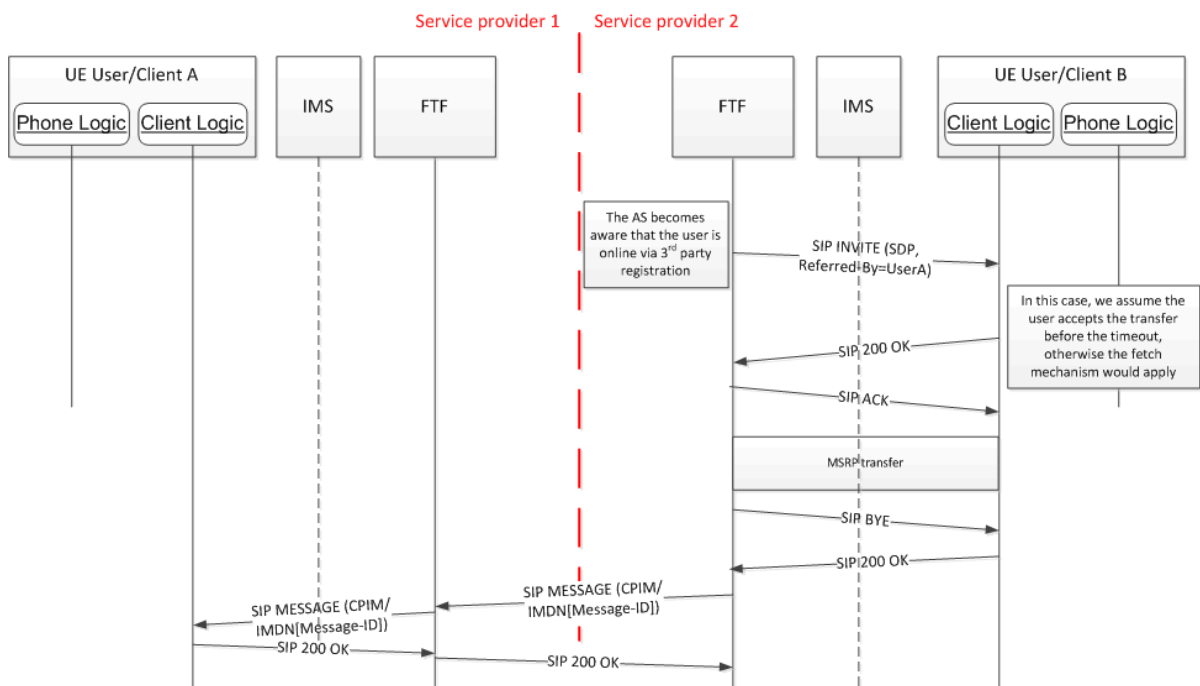 Service provider 1
Service provider 2
UE User/Client A
Phone Logic
Client Logic
IMS
FTF
FTF
IMS
UE User/Client B
Client Logic
Phone Logic
The AS becomes
aware that the user is
online via 3rd party
registration
SIP INVITE (SDP,
Referred-By=UserA)
In this case, we assume the
user accepts the transfer
before the timeout,
otherwise the fetch
mechanism would apply
SIP 200 OK
SIP ACK
MSRP transfer
SIP BYE
SIP 200 OK
SIP MESSAGE (CPIM/
IMDN[Message-ID])
SIP MESSAGE (CPIM/
IMDN[Message-ID])
SIP 200 OK
SIP 200 OK